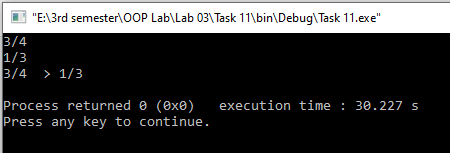 "E:\3rd semester\OOP Lab\Lab 03\Task 11\bin\Debug\Task 11.exe"
3/4
1/3
3/4  > 1/3
Process returned 0 (0x0)   execution time : 30.227 s
Press any key to continue.